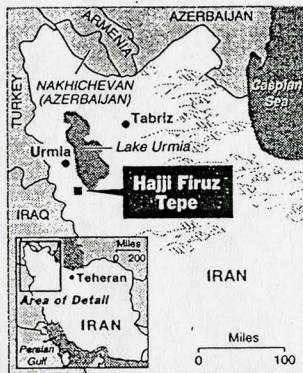 ARMENIA
AZERBAIJAN
NAKHICHEVAN
(AZERBAIJAN)
TURKEY
Caspian
Sea
Tabriz
Lake Urmia
Urmia
Hajji Firuz
Tepe
IRAQ
IRAN
Miles
0 200
Teheran
Area of Detail
IRAN
Persian
Gulf
Miles
0 100